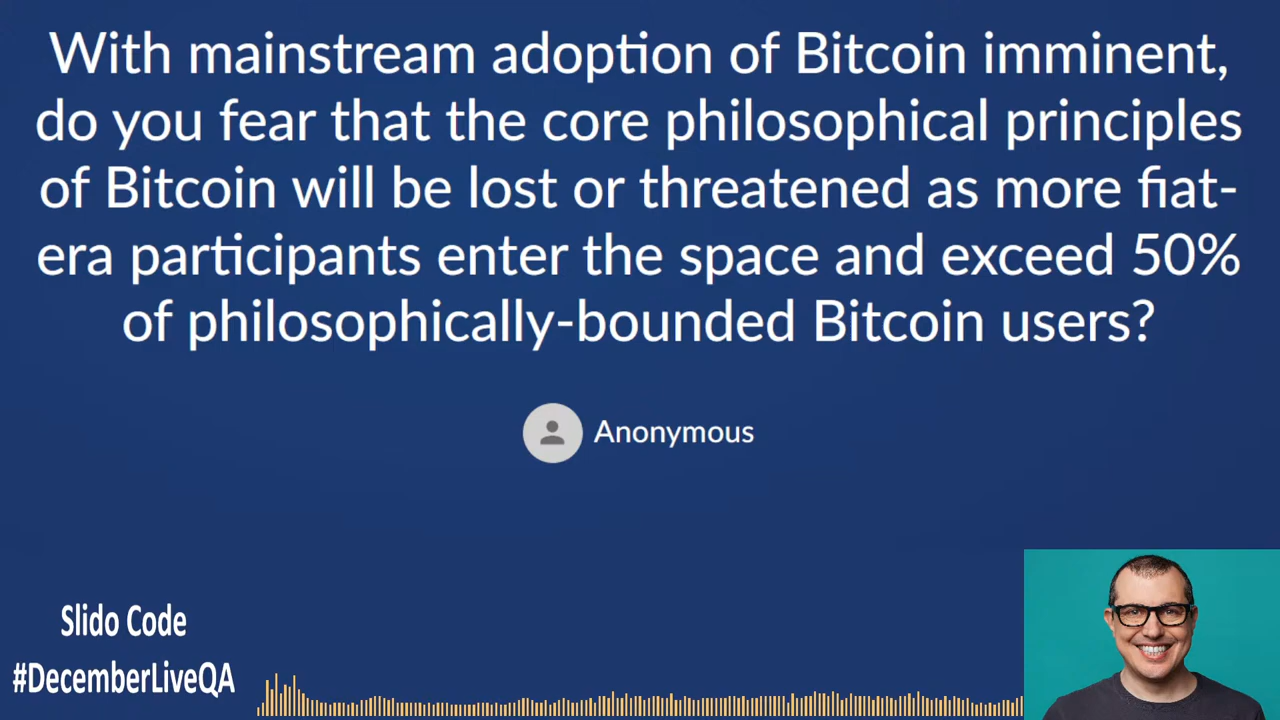 With mainstream adoption of Bitcoin imminent,
do you fear that the core philosophical principles
of Bitcoin will be lost or threatened as more fiat-
era participants enter the space and exceed 50%
of philosophically-bounded Bitcoin users?
Anonymous
Slido Code
#DecemberLiveQA